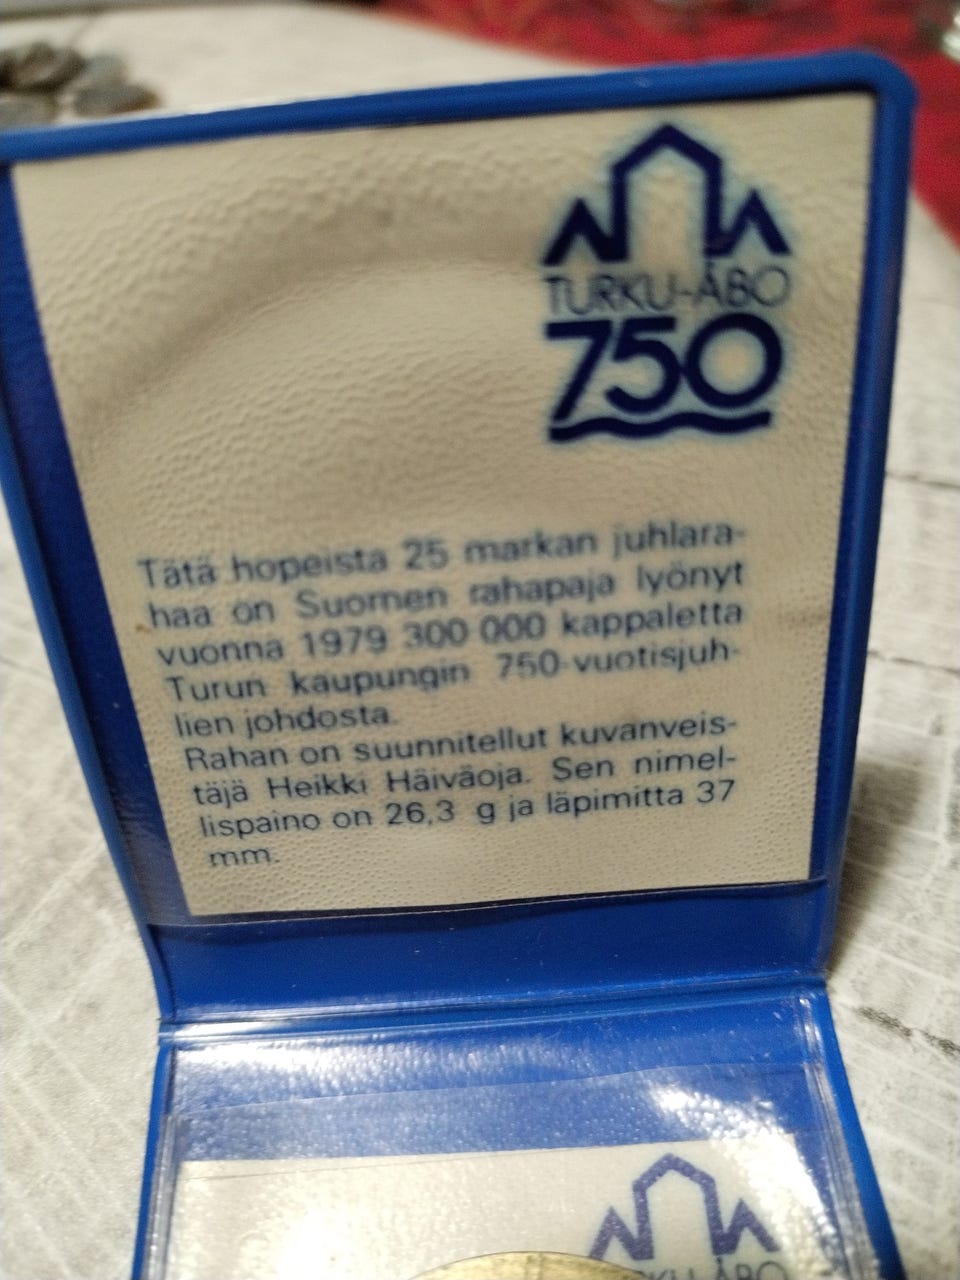 TURKU-ÅBO
750
Tätä hopeista 25 markan juhlara-
haa on Suomen rahapaja lyönyt
vuonna 1979 300 000 kappaletta
Turun kaupungin 750-vuotisjuh-
lien johdosta.
Rahan on suunnitellut kuvanveis-
täjä Heikki Häiväoja. Sen nimel-
lispaino on 26,3 g ja läpimitta 37
mm.
KU-ÅBO